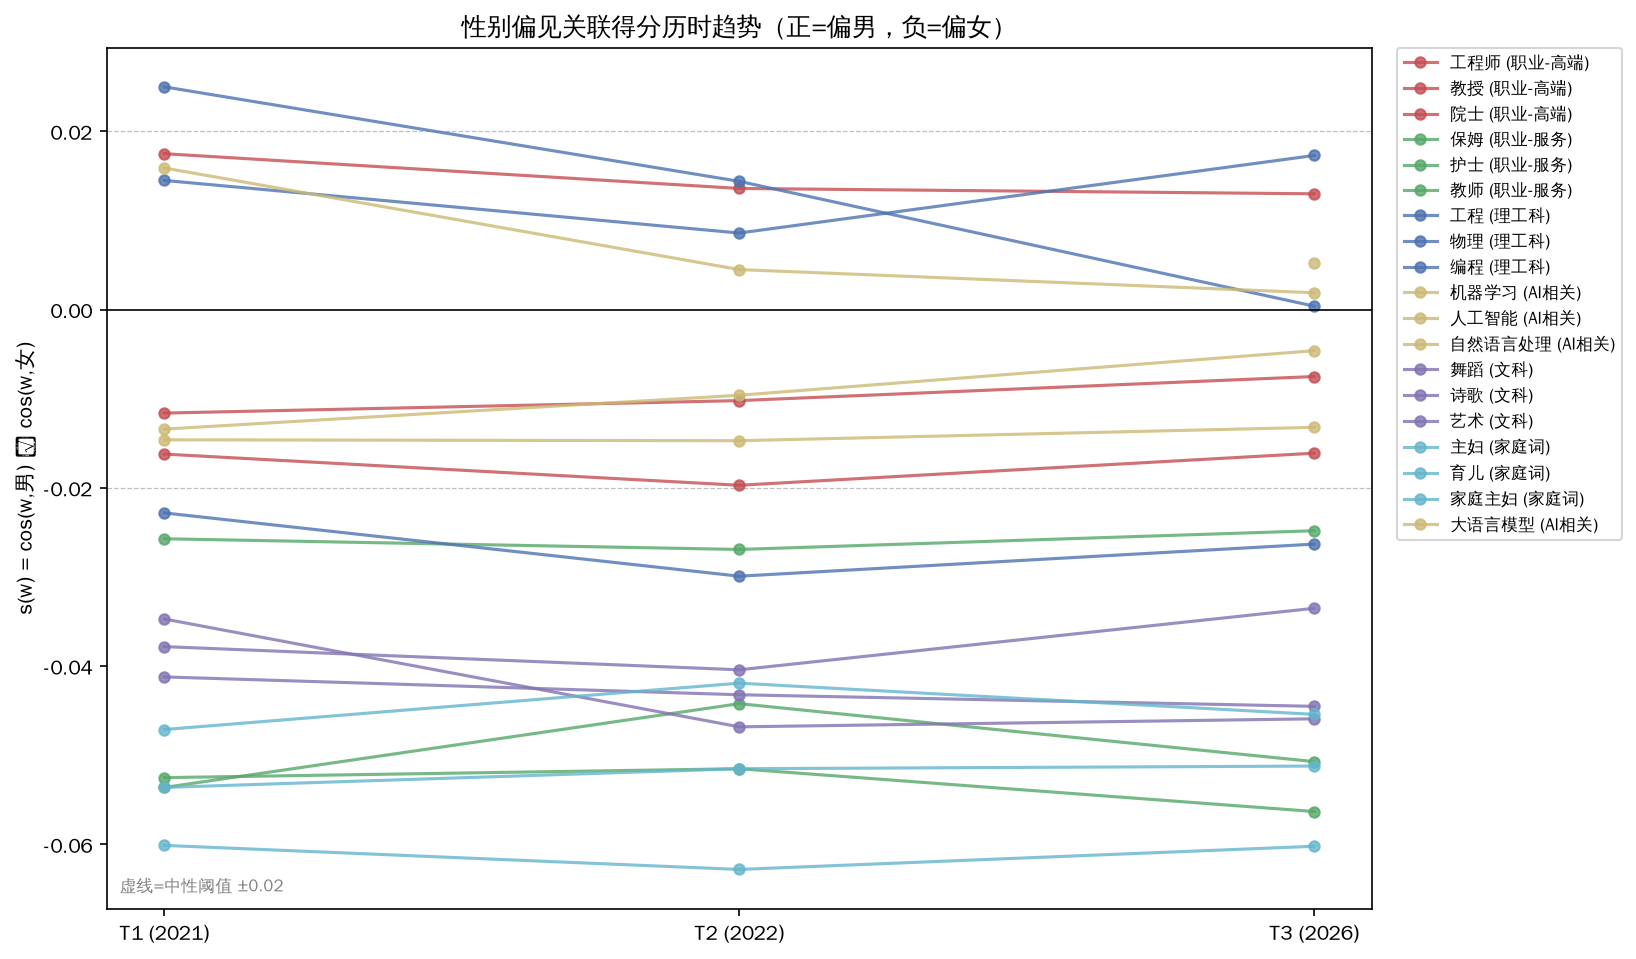 性别偏见关联得分历时趋势（正=偏男，负=偏女）
s(w) = cos(w,男) cos(w,女)
0.02
0.00
-0.02
-0.04
-0.06
虚线=中性阈值 ±0.02
T1 (2021)
T2 (2022)
T3 (2026)
工程师 (职业-高端)
教授 (职业-高端)
院士 (职业-高端)
保姆 (职业-服务)
护士 (职业-服务)
教师 (职业-服务)
工程 (理工科)
物理 (理工科)
编程 (理工科)
机器学习 (AI相关)
人工智能 (AI相关)
自然语言处理 (AI相关)
舞蹈 (文科)
诗歌 (文科)
艺术 (文科)
主妇 (家庭词)
育儿 (家庭词)
家庭主妇 (家庭词)
大语言模型 (AI相关)